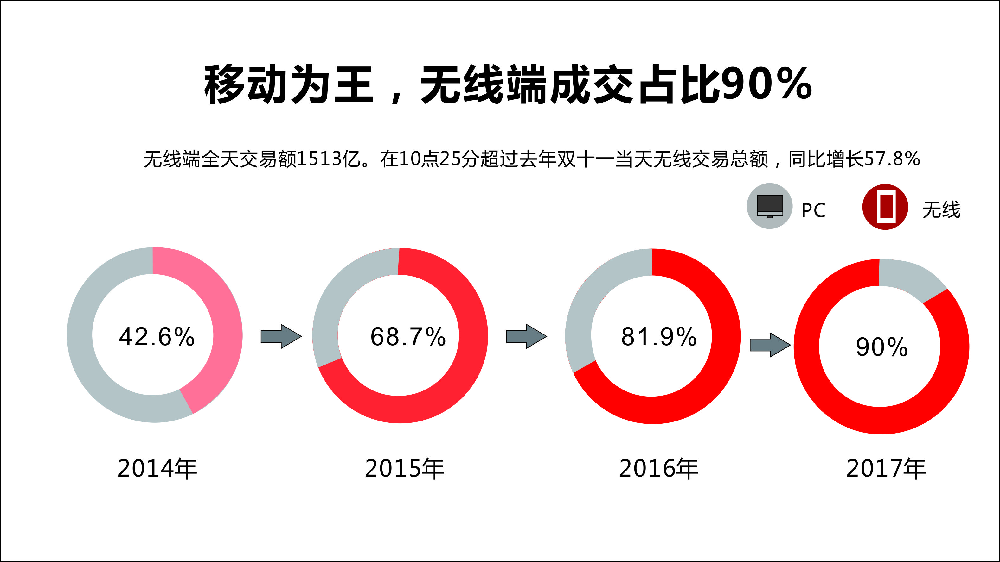 移动为王，无线端成交占比90%
无线端全天交易额1513亿。在10点25分超过去年双十一当天无线交易总额，同比增长57.8%
PC 无线
42.6% 68.7% 81.9% 90%
2014年 2015年 2016年 2017年